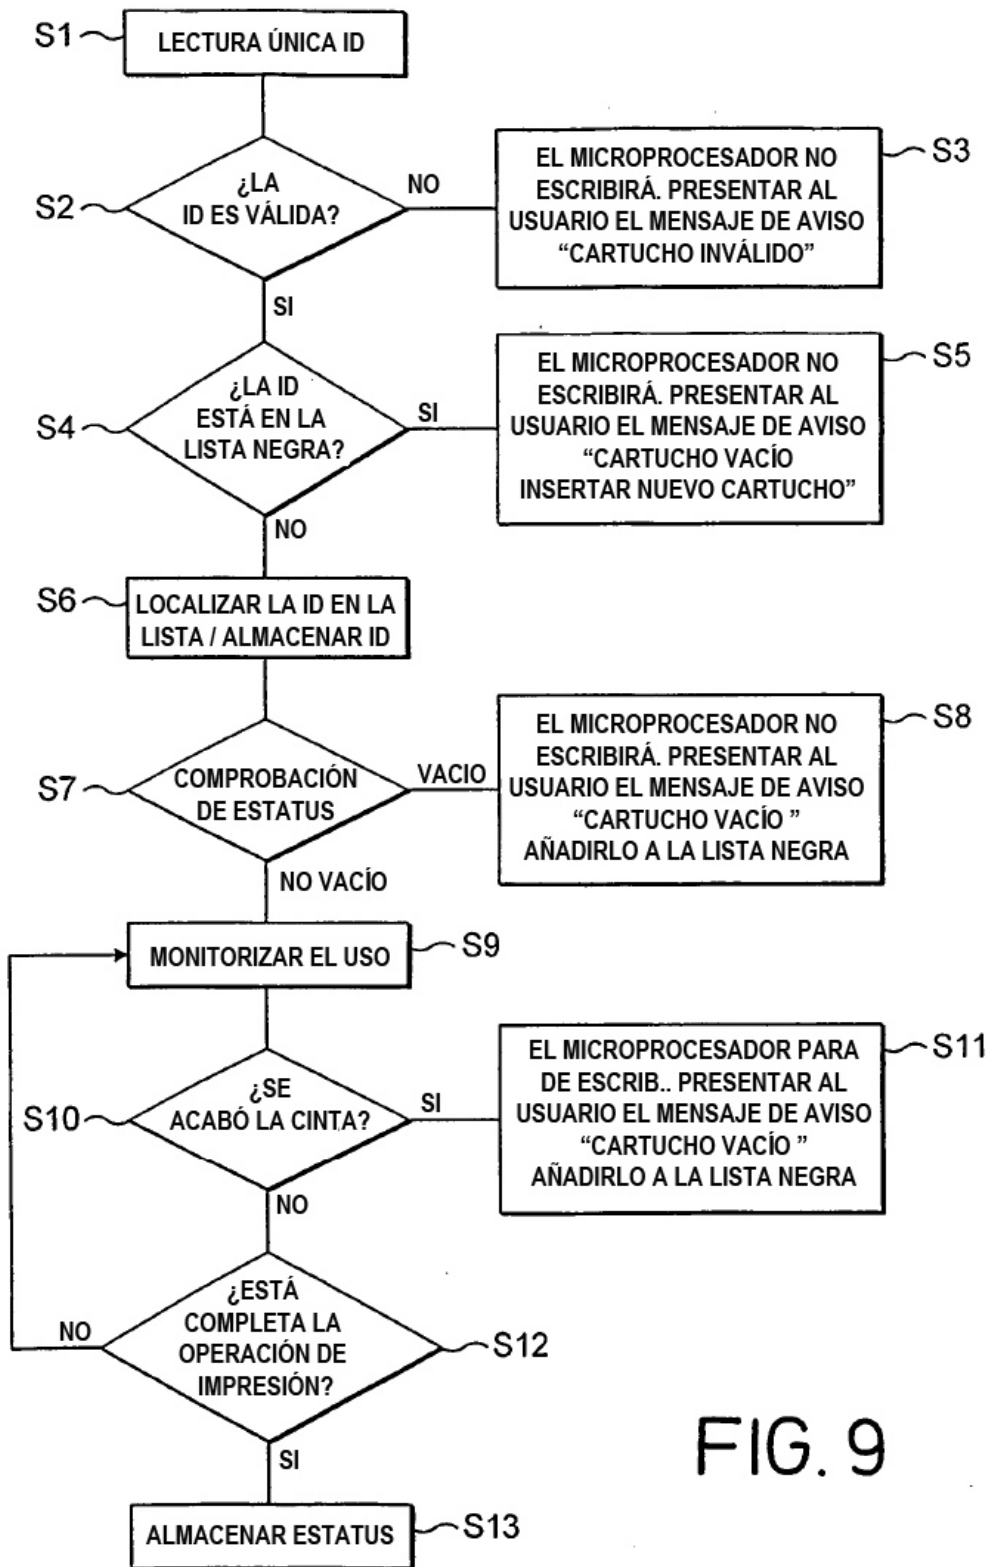 S1
LECTURA ÚNICA ID
S2
¿LA
ID ES VÁLIDA?
NO
EL MICROPROCESADOR NO
ESCRIBIRÁ. PRESENTAR AL
USUARIO EL MENSAJE DE AVISO
“CARTUCHO INVÁLIDO”
S3
SI
S4
¿LA ID
ESTÁ EN LA
LISTA NEGRA?
SI
EL MICROPROCESADOR NO
ESCRIBIRÁ. PRESENTAR AL
USUARIO EL MENSAJE DE AVISO
“CARTUCHO VACÍO
INSERTAR NUEVO CARTUCHO”
S5
NO
S6
LOCALIZAR LA ID EN LA
LISTA / ALMACENAR ID
S7
COMPROBACIÓN
DE ESTATUS
VACIO
EL MICROPROCESADOR NO
ESCRIBIRÁ. PRESENTAR AL
USUARIO EL MENSAJE DE AVISO
“CARTUCHO VACÍO ”
AÑADIRLO A LA LISTA NEGRA
S8
NO VACÍO
MONITORIZAR EL USO
S9
S10
¿SE
ACABÓ LA CINTA?
SI
EL MICROPROCESADOR PARA
DE ESCRIB.. PRESENTAR AL
USUARIO EL MENSAJE DE AVISO
“CARTUCHO VACÍO ”
AÑADIRLO A LA LISTA NEGRA
S11
NO
NO
¿ESTÁ
COMPLETA LA
OPERACIÓN DE
IMPRESIÓN?
S12
SI
ALMACENAR ESTATUS
S13
FIG. 9